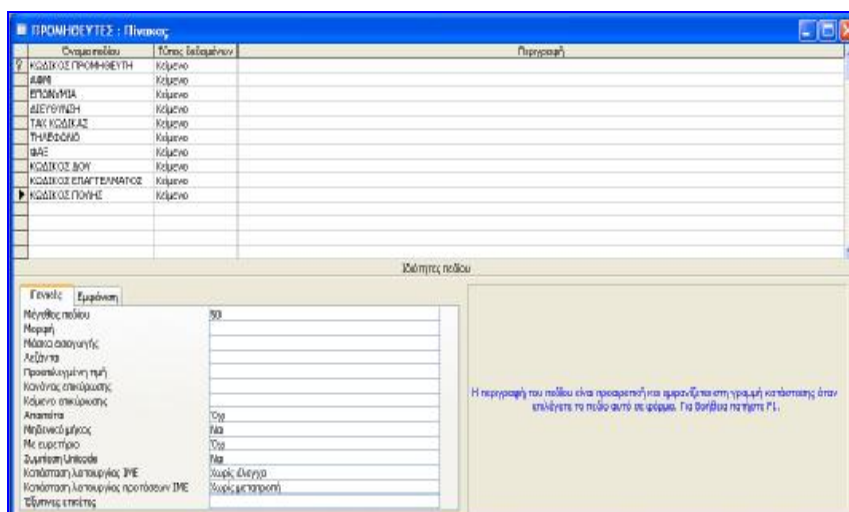 ΠΡΟΜΗΘΕΥΤΕΣ : Πίνακας
Όνομα πεδίου Τύπος δεδομένων Περιγραφή
ΚΩΔΙΚΟΣ ΠΡΟΜΗΘΕΥΤΗ Κείμενο
ΑΦΜ Κείμενο
ΕΠΩΝΥΜΙΑ Κείμενο
ΔΙΕΥΘΥΝΣΗ Κείμενο
ΤΑΧ ΚΩΔΙΚΑΣ Κείμενο
ΤΗΛΕΦΩΝΟ Κείμενο
ΦΑΞ Κείμενο
ΚΩΔΙΚΟΣ ΔΟΥ Κείμενο
ΚΩΔΙΚΟΣ ΕΠΑΓΓΕΛΜΑΤΟΣ Κείμενο
ΚΩΔΙΚΟΣ ΠΟΛΗΣ Κείμενο
Ιδιότητες πεδίου
Γενικές Εμφάνιση
Μέγεθος πεδίου 50
Μορφή
Μάσκα εισαγωγής
Λεζάντα
Προεπιλεγμένη τιμή
Κανόνας επικύρωσης
Κείμενο επικύρωσης
Απαιτείται Όχι
Μηδενικό μήκος Ναι
Με ευρετήριο Όχι
Συμπίεση Unicode Ναι
Κατάσταση λειτουργίας IME Χωρίς έλεγχο
Κατάσταση λειτουργίας προτάσεων IME Χωρίς μετατροπή
Έξυπνες ετικέτες
Η περιγραφή του πεδίου είναι προαιρετική και εμφανίζεται στη γραμμή κατάστασης όταν
επιλέγετε το πεδίο αυτό σε φόρμα. Για βοήθεια πατήστε F1.